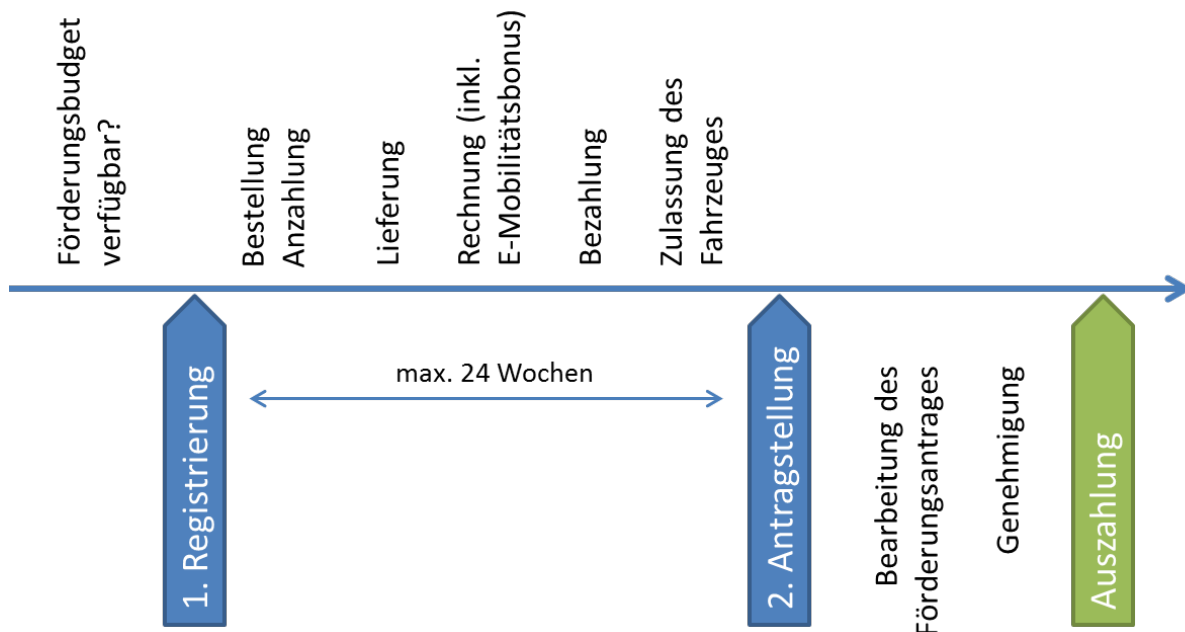 Förderungsbudget
verfügbar?
Bestellung
Anzahlung
Lieferung
Rechnung (inkl.
E-Mobilitätsbonus)
Bezahlung
Zulassung des
Fahrzeuges
1. Registrierung
max. 24 Wochen
2. Antragstellung
Bearbeitung des
Förderungsantrages
Genehmigung
Auszahlung